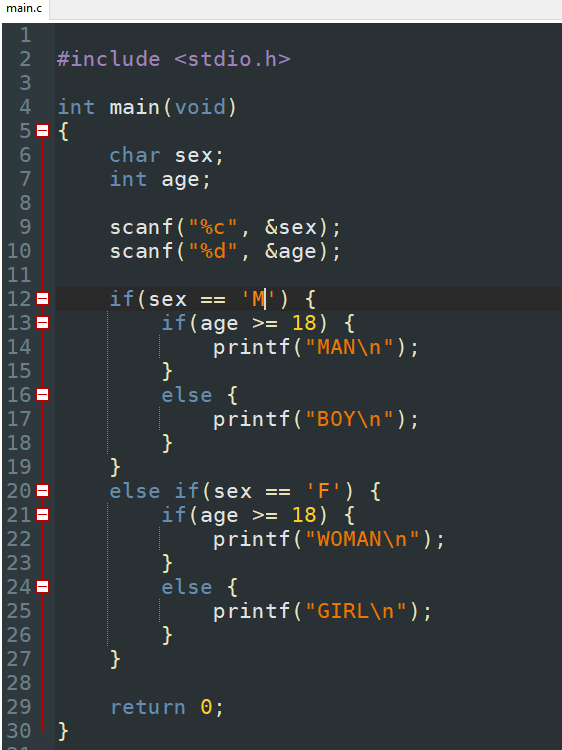 main.c
1
2 #include <stdio.h>
3
4 int main(void)
5 {
6     char sex;
7     int age;
8
9     scanf("%c", &sex);
10     scanf("%d", &age);
11
12     if(sex == 'M') {
13         if(age >= 18) {
14             printf("MAN\n");
15         }
16         else {
17             printf("BOY\n");
18         }
19     }
20     else if(sex == 'F') {
21         if(age >= 18) {
22             printf("WOMAN\n");
23         }
24         else {
25             printf("GIRL\n");
26         }
27     }
28
29     return 0;
30 }